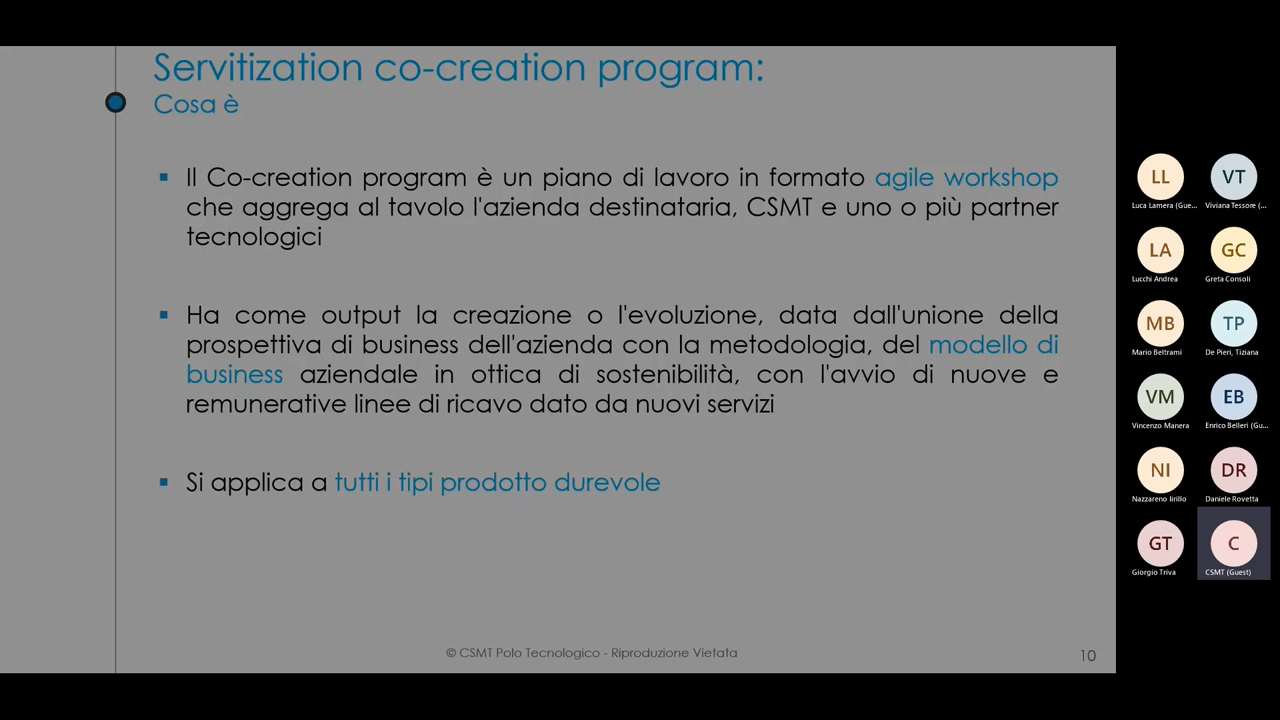 Servitization co-creation program:
Cosa è
▪ Il Co-creation program è un piano di lavoro in formato agile workshop
che aggrega al tavolo l'azienda destinataria, CSMT e uno o più partner
tecnologici
▪ Ha come output la creazione o l'evoluzione, data dall'unione della
prospettiva di business dell'azienda con la metodologia, del modello di
business aziendale in ottica di sostenibilità, con l'avvio di nuove e
remunerative linee di ricavo dato da nuovi servizi
▪ Si applica a tutti i tipi prodotto durevole
© CSMT Polo Tecnologico - Riproduzione Vietata
10
LL VT
Luca Lamera (Gue... Viviana Tessore (...
LA GC
Lucchi Andrea Greta Consoli
MB TP
Mario Beltrami De Pieri, Tiziana
VM EB
Vincenzo Manera Enrico Belleri (Gu...
NI DR
Nazzareno Iirillo Daniele Rovetta
GT C
Giorgio Triva CSMT (Guest)